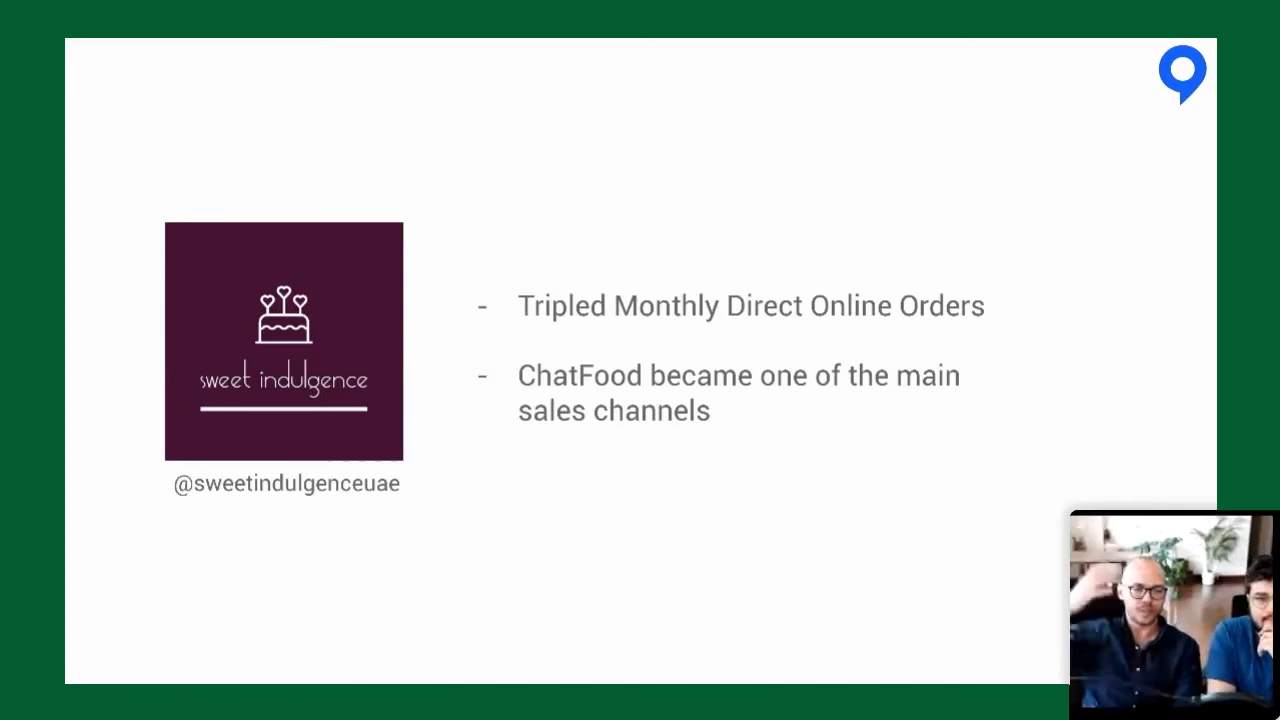 sweet indulgence
@sweetindulgenceuae
- Tripled Monthly Direct Online Orders
- ChatFood became one of the main
sales channels